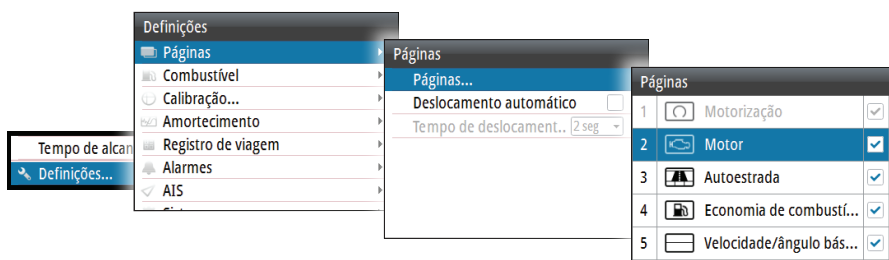 Tempo de alcan
Definições...
Definições
Páginas
Combustível
Calibração...
Amortecimento
Registro de viagem
Alarmes
AIS
Páginas
Páginas...
Deslocamento automático
Tempo de deslocament.. 2 seg
Páginas
1 Motorização
2 Motor
3 Autoestrada
4 Economia de combustí...
5 Velocidade/ângulo bás...